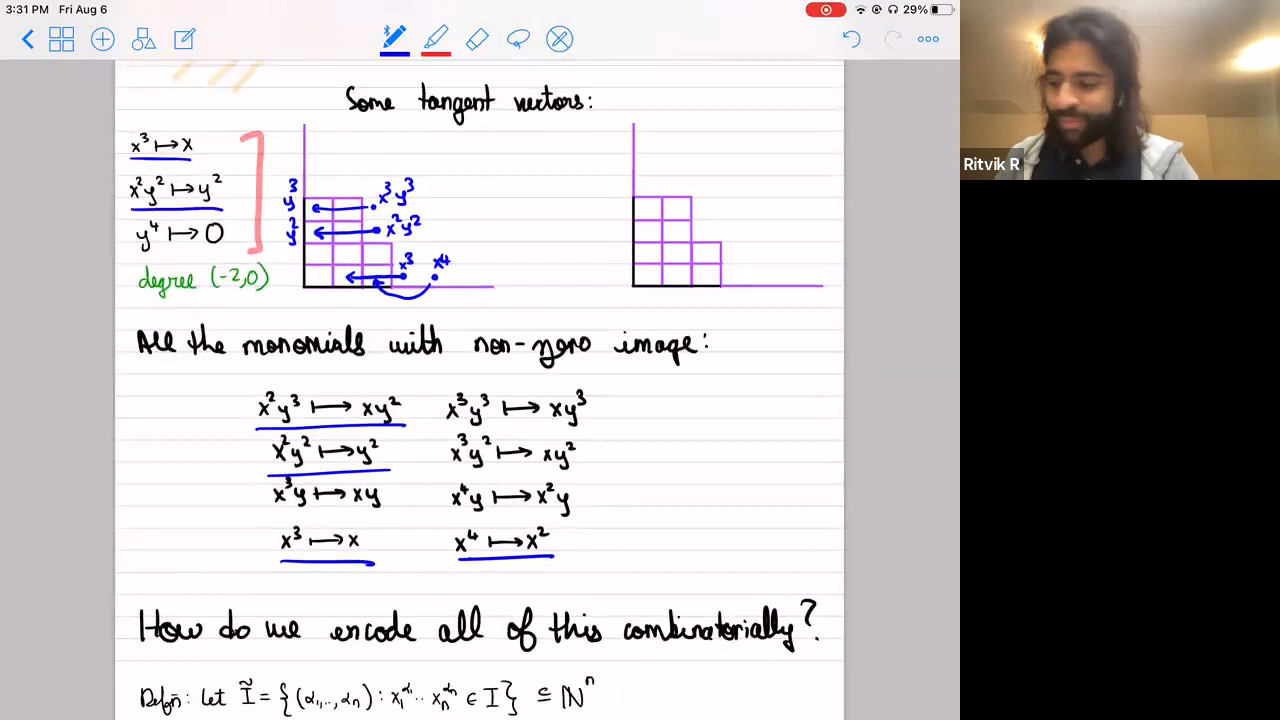 3:31 PM Fri Aug 6
29%
Ritvik R
Some tangent vectors:
x³ ↦ x
x²y² ↦ y²
y⁴ ↦ 0
degree (-2,0)
y³
x³y³
y²
x²y²
x³
x⁴
All the monomials with non-zero image:
x²y³ ↦ xy² x³y³ ↦ xy³
x²y² ↦ y² x³y² ↦ xy²
x³y ↦ xy x⁴y ↦ x²y
x³ ↦ x x⁴ ↦ x²
How do we encode all of this combinatorially?
Defn: Let Ĩ = {(α₁,..,αₙ) : x₁^α₁ ·· xₙ^αₙ ∈ I} ⊆ ℕⁿ